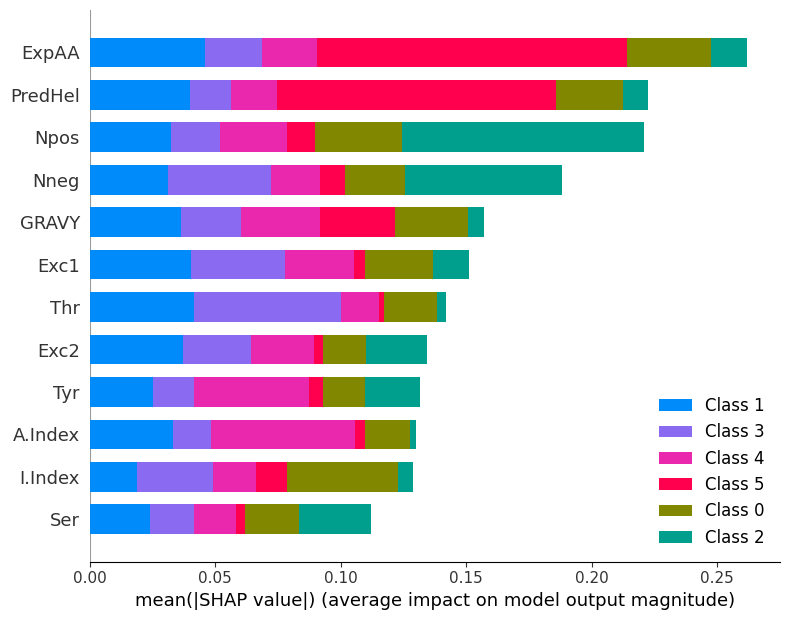 ExpAA
PredHel
Npos
Nneg
GRAVY
Exc1
Thr
Exc2
Tyr
A.Index
I.Index
Ser
Class 1
Class 3
Class 4
Class 5
Class 0
Class 2
0.00 0.05 0.10 0.15 0.20 0.25
mean(|SHAP value|) (average impact on model output magnitude)